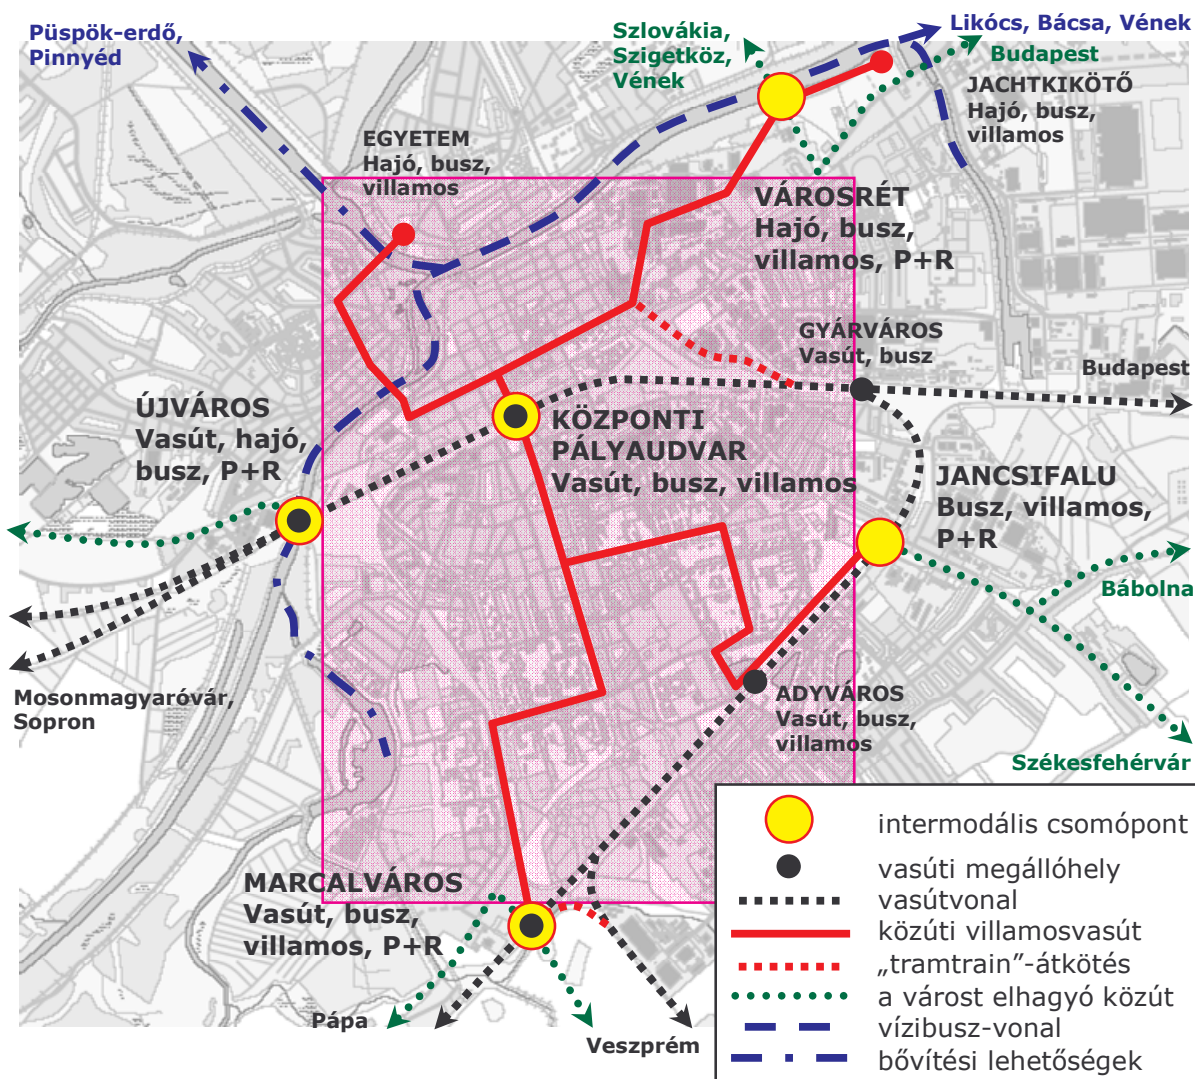 Püspök-erdő,
Pinnyéd
Szlovákia,
Szigetköz,
Vének
Likócs, Bácsa, Vének
Budapest
JACHTKIKÖTŐ
Hajó, busz,
villamos
EGYETEM
Hajó, busz,
villamos
VÁROSRÉT
Hajó, busz,
villamos, P+R
GYÁRVÁROS
Vasút, busz
Budapest
ÚJVÁROS
Vasút, hajó,
busz, P+R
KÖZPONTI
PÁLYAUDVAR
Vasút, busz, villamos
JANCSIFALU
Busz, villamos,
P+R
Bábolna
Mosonmagyaróvár,
Sopron
ADYVÁROS
Vasút, busz,
villamos
Székesfehérvár
MARCALVÁROS
Vasút, busz,
villamos, P+R
Pápa
Veszprém
intermodális csomópont
vasúti megállóhely
vasútvonal
közúti villamosvasút
„tramtrain”-átkötés
a várost elhagyó közút
vízibusz-vonal
bővítési lehetőségek